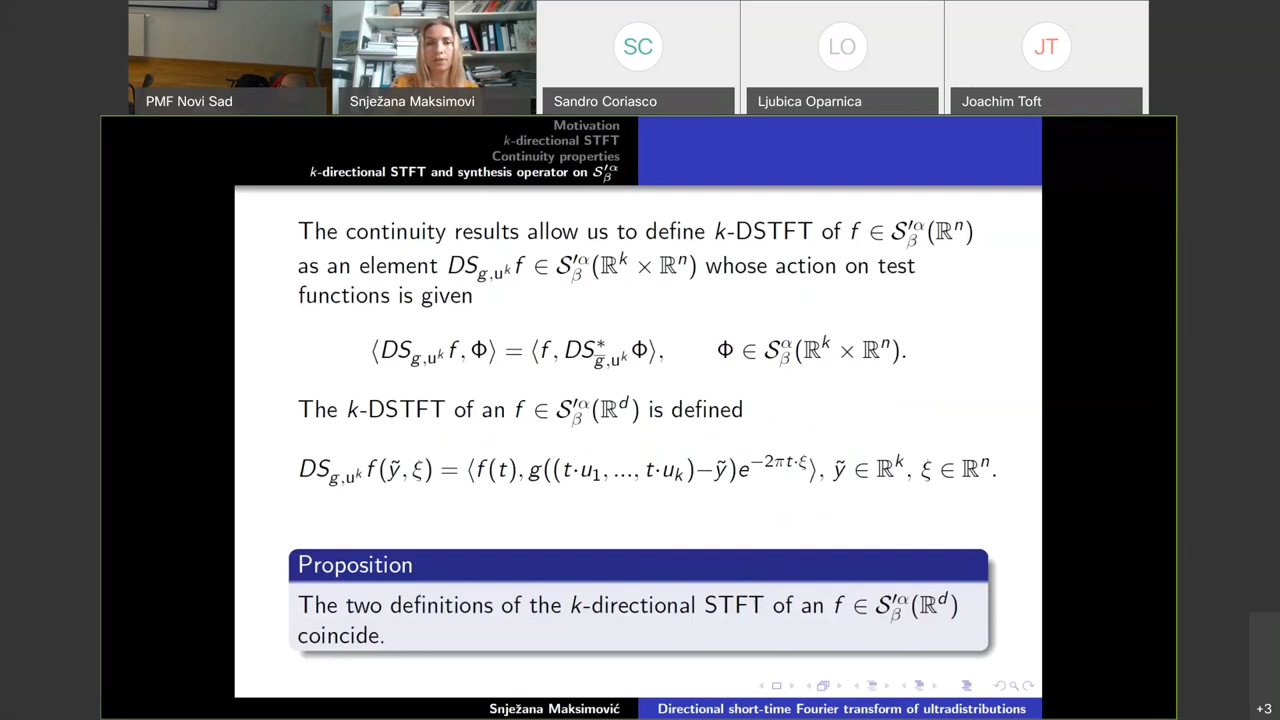 SC
LO
JT
PMF Novi Sad
Snježana Maksimovi
Sandro Coriasco
Ljubica Oparnica
Joachim Toft
Motivation
k-directional STFT
Continuity properties
k-directional STFT and synthesis operator on 𝒮′^α_β
The continuity results allow us to define k-DSTFT of f ∈ 𝒮′^α_β(ℝ^n)
as an element DS_{g,𝐮^k} f ∈ 𝒮′^α_β(ℝ^k × ℝ^n) whose action on test
functions is given
⟨DS_{g,𝐮^k} f, Φ⟩ = ⟨f, DS*_{\overline{g},𝐮^k} Φ⟩, Φ ∈ 𝒮^α_β(ℝ^k × ℝ^n).
The k-DSTFT of an f ∈ 𝒮′^α_β(ℝ^d) is defined
DS_{g,𝐮^k} f(ỹ, ξ) = ⟨f(t), g((t·u_1, ..., t·u_k)−ỹ)e^{−2πt·ξ}⟩, ỹ ∈ ℝ^k, ξ ∈ ℝ^n.
Proposition
The two definitions of the k-directional STFT of an f ∈ 𝒮′^α_β(ℝ^d)
coincide.
Snježana Maksimović
Directional short-time Fourier transform of ultradistributions
+3